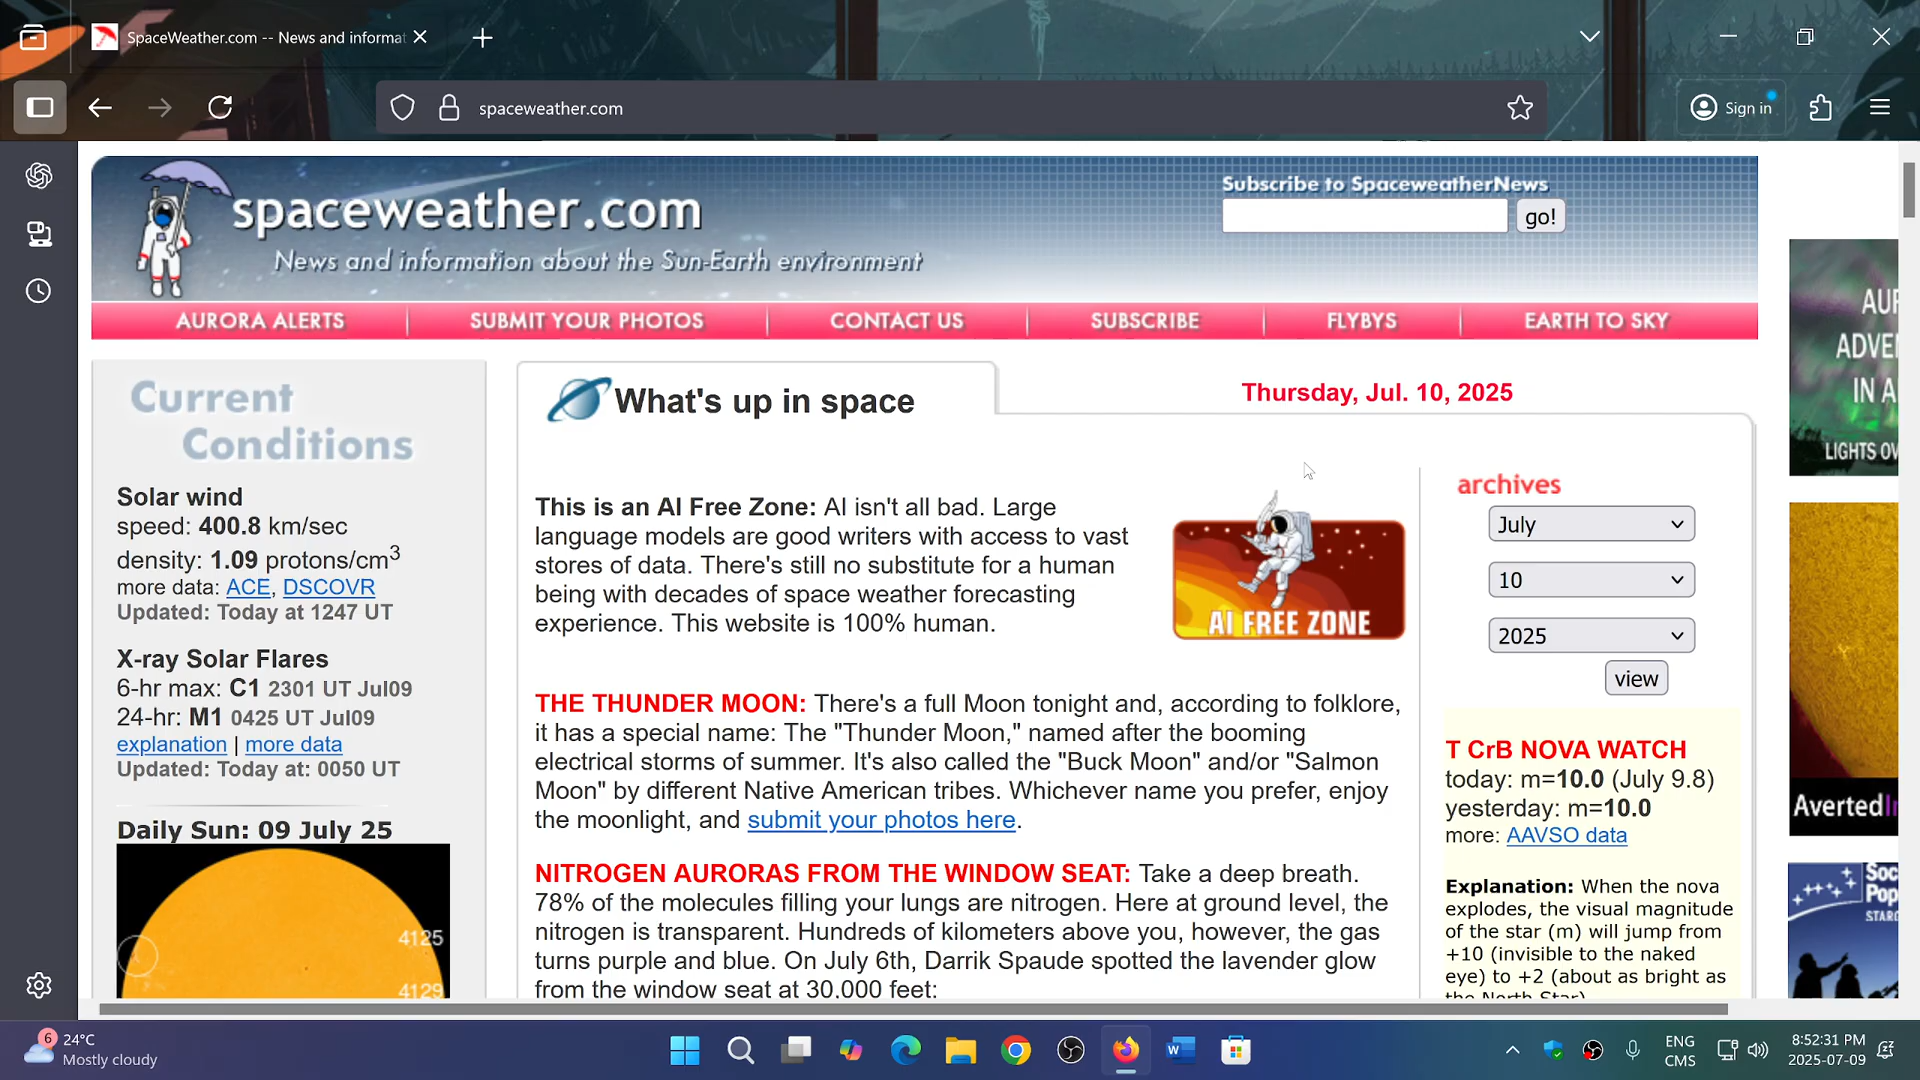 SpaceWeather.com -- News and informat
spaceweather.com
Sign in
spaceweather.com
News and information about the Sun-Earth environment
Subscribe to SpaceweatherNews
go!
AURORA ALERTS
SUBMIT YOUR PHOTOS
CONTACT US
SUBSCRIBE
FLYBYS
EARTH TO SKY
Current
Conditions
Solar wind
speed: 400.8 km/sec
density: 1.09 protons/cm3
more data: ACE, DSCOVR
Updated: Today at 1247 UT
X-ray Solar Flares
6-hr max: C1 2301 UT Jul09
24-hr: M1 0425 UT Jul09
explanation | more data
Updated: Today at: 0050 UT
Daily Sun: 09 July 25
4125
4129
What's up in space
Thursday, Jul. 10, 2025
This is an AI Free Zone: AI isn't all bad. Large
language models are good writers with access to vast
stores of data. There's still no substitute for a human
being with decades of space weather forecasting
experience. This website is 100% human.
AI FREE ZONE
THE THUNDER MOON: There's a full Moon tonight and, according to folklore,
it has a special name: The "Thunder Moon," named after the booming
electrical storms of summer. It's also called the "Buck Moon" and/or "Salmon
Moon" by different Native American tribes. Whichever name you prefer, enjoy
the moonlight, and submit your photos here.
NITROGEN AURORAS FROM THE WINDOW SEAT: Take a deep breath.
78% of the molecules filling your lungs are nitrogen. Here at ground level, the
nitrogen is transparent. Hundreds of kilometers above you, however, the gas
turns purple and blue. On July 6th, Darrik Spaude spotted the lavender glow
from the window seat at 30,000 feet:
archives
July
10
2025
view
T CrB NOVA WATCH
today: m=10.0 (July 9.8)
yesterday: m=10.0
more: AAVSO data
Explanation: When the nova
explodes, the visual magnitude
of the star (m) will jump from
+10 (invisible to the naked
eye) to +2 (about as bright as
the North Star)
AUR
ADVE
IN A
LIGHTS OV
AvertedIn
Soc
Pop
STARG
6
24°C
Mostly cloudy
ENG
CMS
8:52:31 PM
2025-07-09